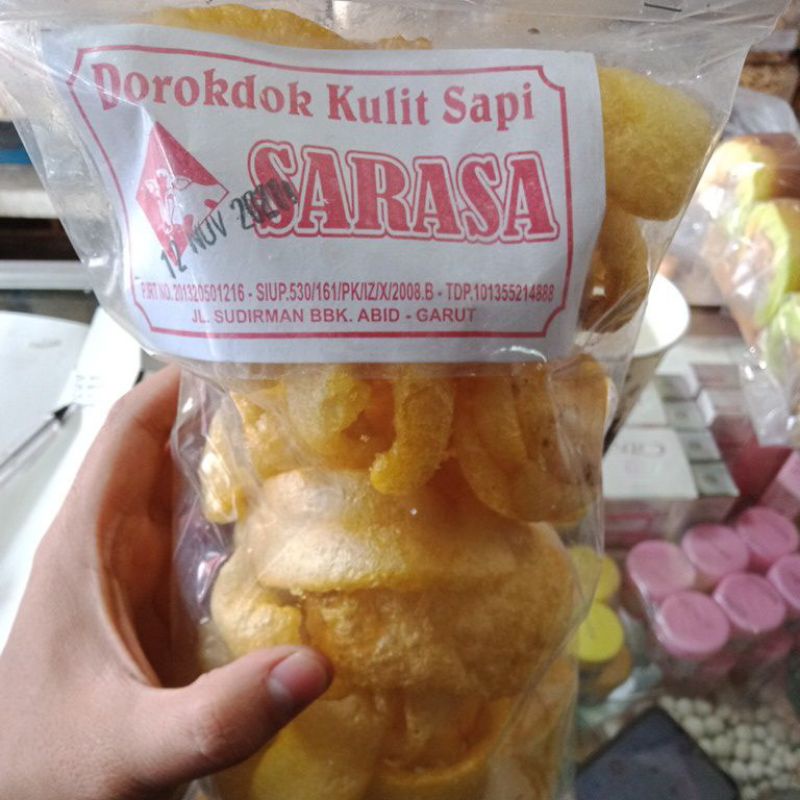 Dorokdok Kulit Sapi
SARASA
12 NOV 2020
P.IRT NO. 201320501216 - SIUP.530/161/PK/IZ/X/2008.B - TDP.101355214888
JL. SUDIRMAN BBK. ABID - GARUT